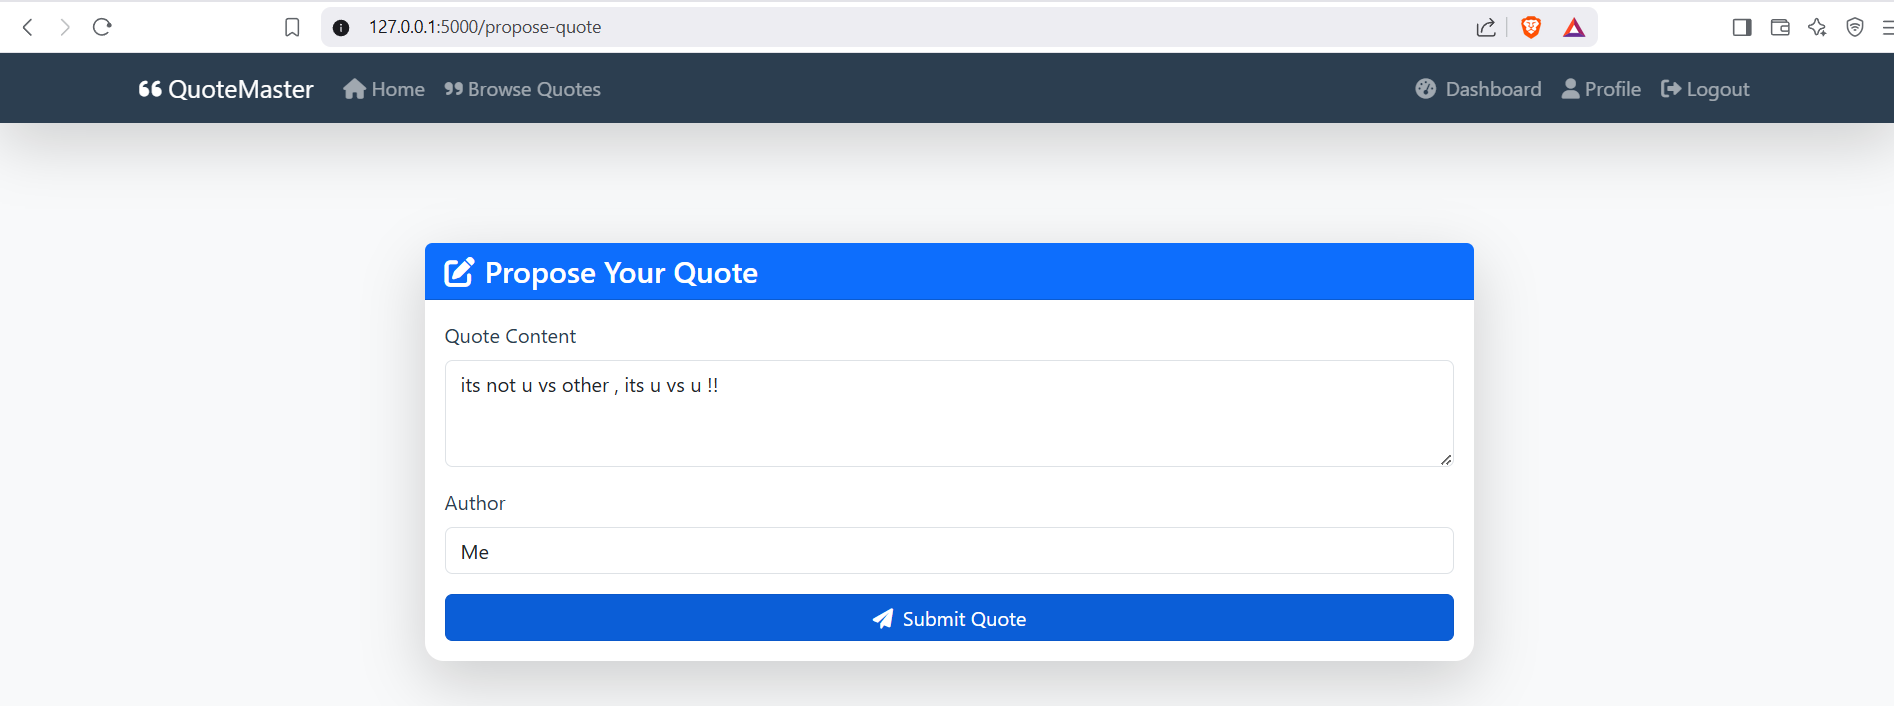 127.0.0.1:5000/propose-quote
QuoteMaster Home Browse Quotes Dashboard Profile Logout
Propose Your Quote
Quote Content
its not u vs other , its u vs u !!
Author
Me
Submit Quote